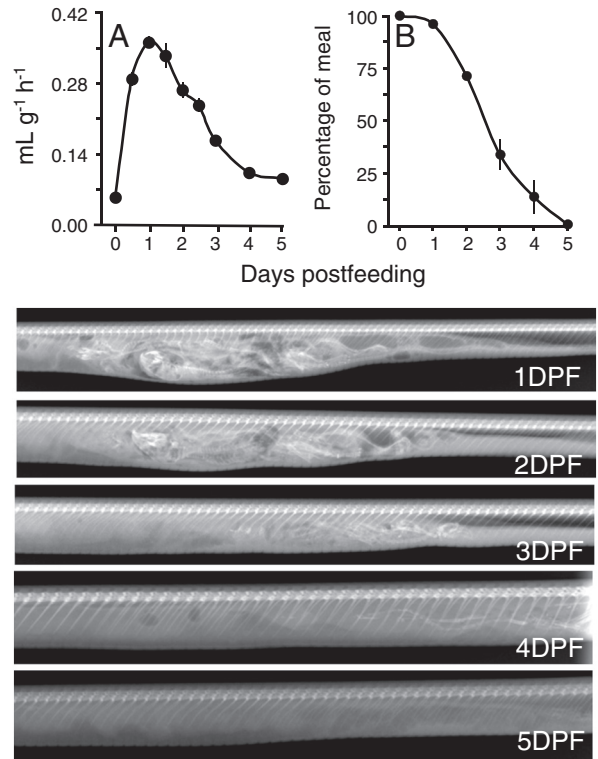 A
mL g⁻¹ h⁻¹
0.42
0.28
0.14
0.00
0 1 2 3 4 5
B
Percentage of meal
100
75
50
25
0
0 1 2 3 4 5
Days postfeeding
1DPF
2DPF
3DPF
4DPF
5DPF